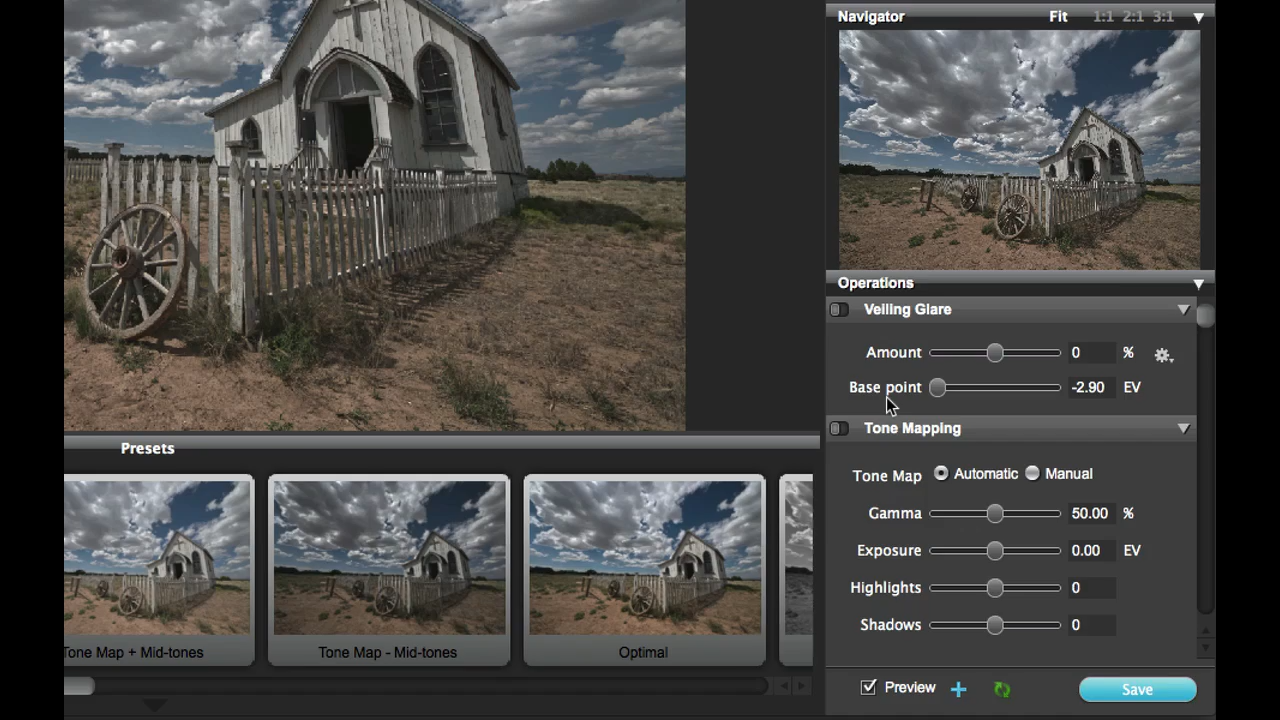 Navigator Fit 1:1 2:1 3:1
Operations
Veiling Glare
Amount 0 %
Base point -2.90 EV
Tone Mapping
Tone Map Automatic Manual
Gamma 50.00 %
Exposure 0.00 EV
Highlights 0
Shadows 0
Preview Save
Presets
Tone Map + Mid-tones
Tone Map - Mid-tones
Optimal